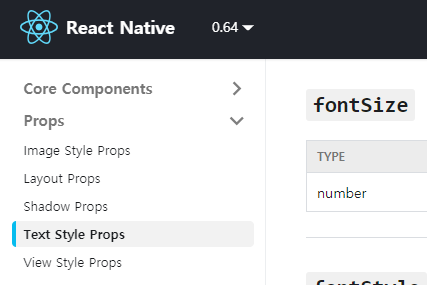 React Native 0.64
Core Components
Props
Image Style Props
Layout Props
Shadow Props
Text Style Props
View Style Props
fontSize
TYPE
number
fontStyle